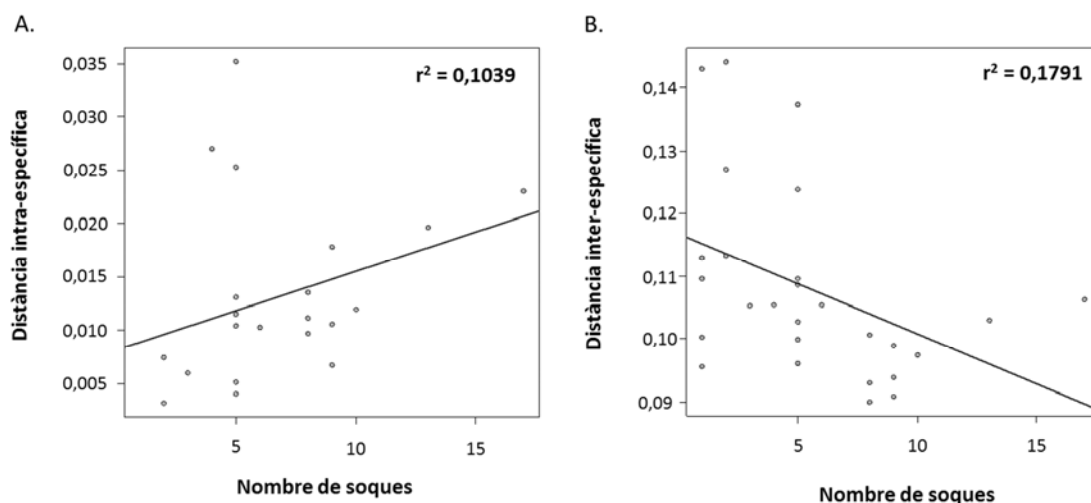 A.
r² = 0,1039
Distància intra-específica
0,035
0,030
0,025
0,020
0,015
0,010
0,005
5
10
15
Nombre de soques
B.
r² = 0,1791
Distància inter-específica
0,14
0,13
0,12
0,11
0,10
0,09
5
10
15
Nombre de soques